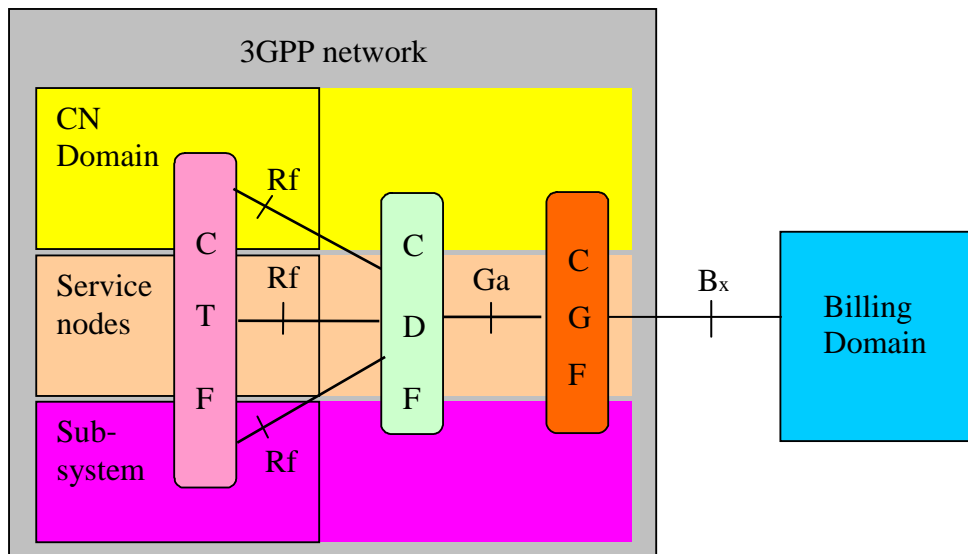 3GPP network
CN
Domain
Rf
C
T
F
Service
nodes
Rf
Sub-
system
Rf
C
D
F
Ga
C
G
F
Bx
Billing
Domain